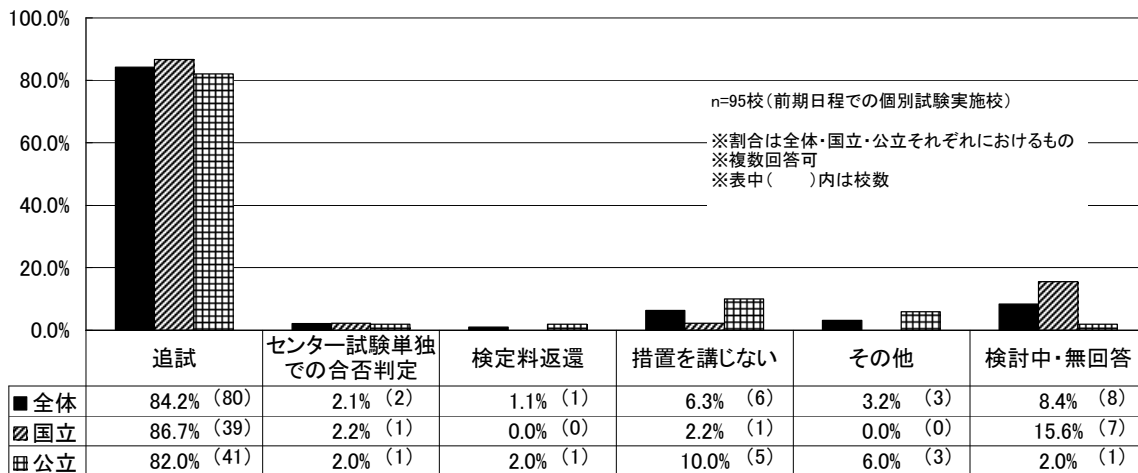 100.0%
80.0%
60.0%
40.0%
20.0%
0.0%
n=95校(前期日程での個別試験実施校)
※割合は全体・国立・公立それぞれにおけるもの
※複数回答可
※表中(　　)内は校数
追試 センター試験単独での合否判定 検定料返還 措置を講じない その他 検討中・無回答
全体 84.2% (80) 2.1% (2) 1.1% (1) 6.3% (6) 3.2% (3) 8.4% (8)
国立 86.7% (39) 2.2% (1) 0.0% (0) 2.2% (1) 0.0% (0) 15.6% (7)
公立 82.0% (41) 2.0% (1) 2.0% (1) 10.0% (5) 6.0% (3) 2.0% (1)